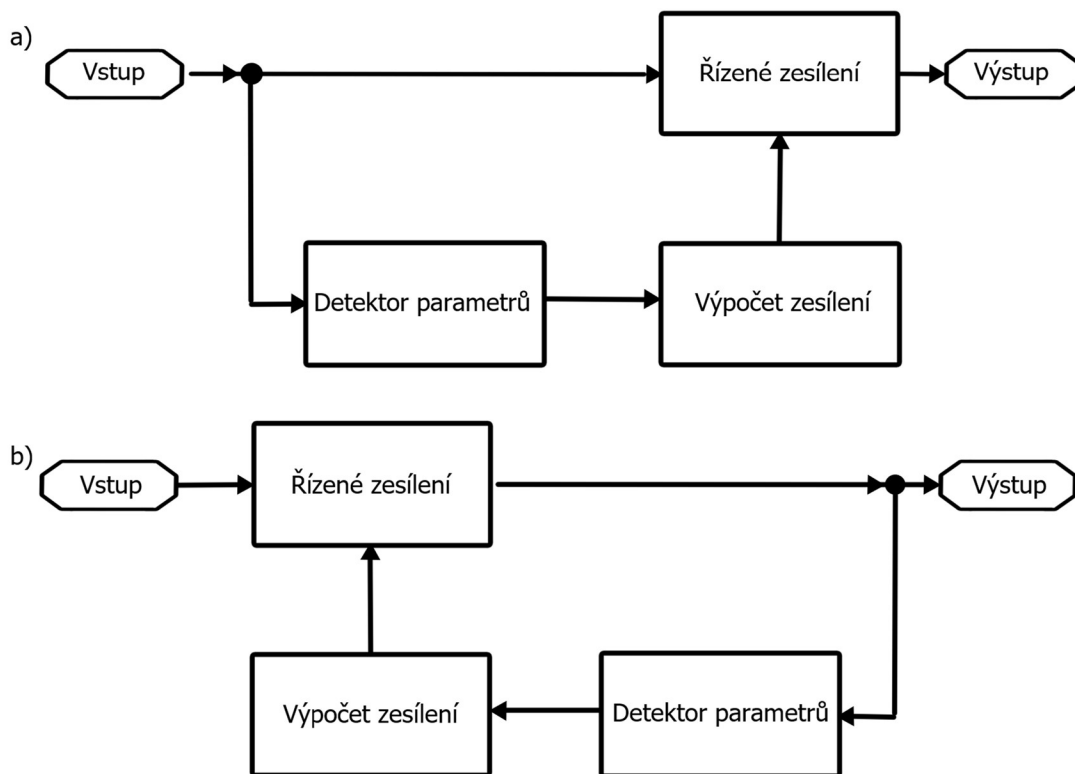 a)
Vstup
Řízené zesílení
Výstup
Detektor parametrů
Výpočet zesílení
b)
Vstup
Řízené zesílení
Výstup
Výpočet zesílení
Detektor parametrů